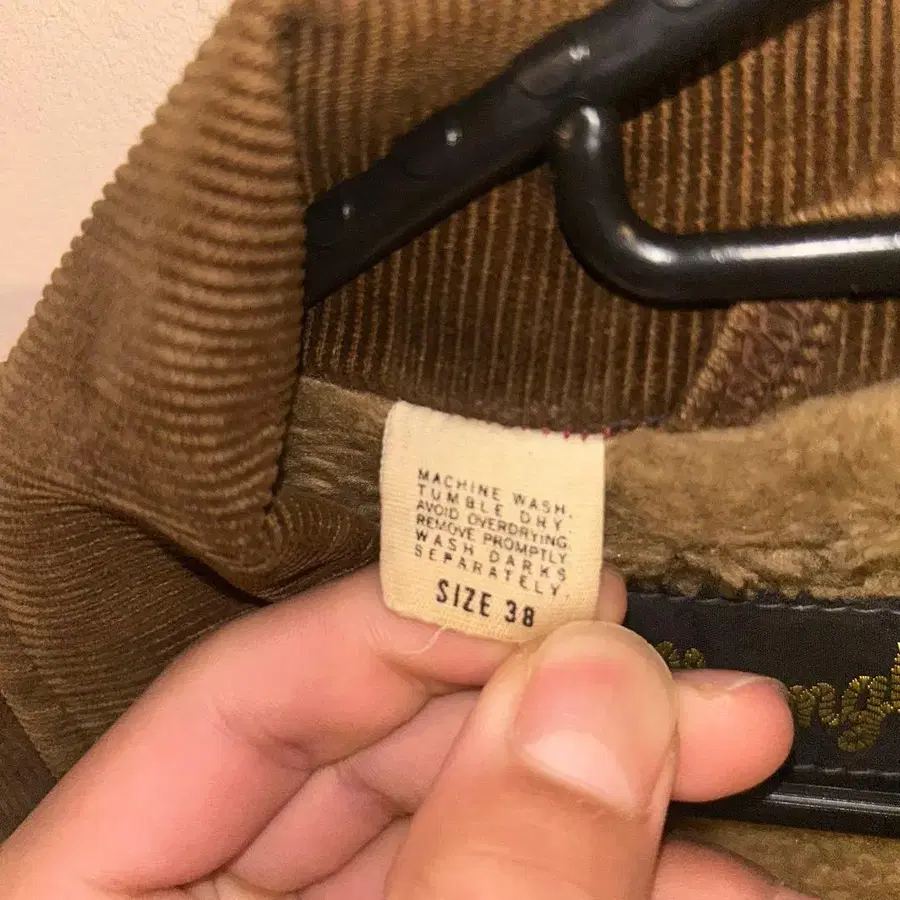 MACHINE WASH.
TUMBLE DRY.
AVOID OVERDRYING.
REMOVE PROMPTLY
WASH DARKS
SEPARATELY.
SIZE 38